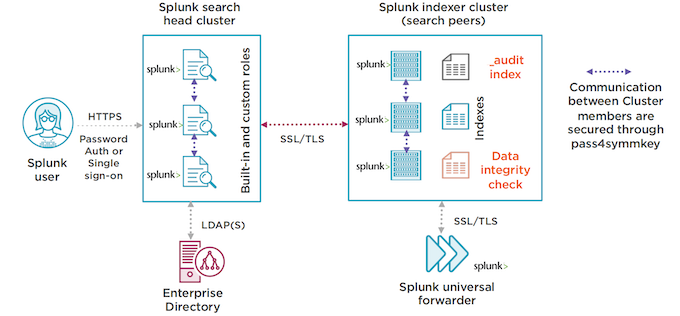 Splunk search
head cluster
Splunk indexer cluster
(search peers)
splunk>
splunk>
splunk>
Built-in and custom roles
splunk>
splunk>
splunk>
_audit
index
Indexes
Data
integrity
check
HTTPS
Password
Auth or
Single
sign-on
Splunk
user
SSL/TLS
Communication
between Cluster
members are
secured through
pass4symmkey
LDAP(S)
SSL/TLS
Enterprise
Directory
splunk>
Splunk universal
forwarder